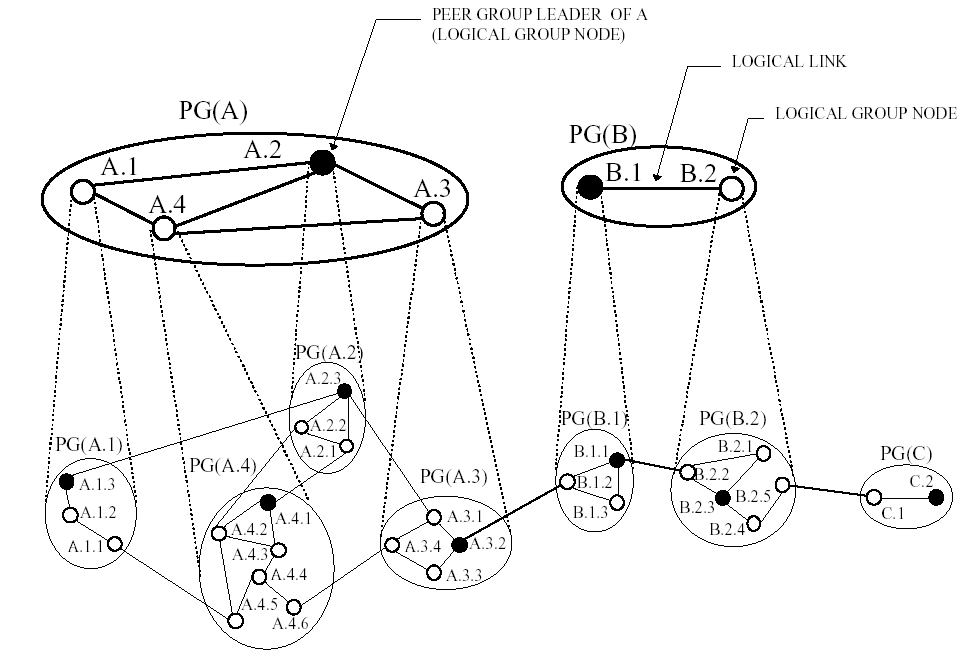 PEER GROUP LEADER OF A
(LOGICAL GROUP NODE)
LOGICAL LINK
LOGICAL GROUP NODE
PG(A)
PG(B)
A.1
A.2
A.3
A.4
B.1
B.2
PG(A.2)
A.2.3
A.2.2
A.2.1
PG(A.1)
A.1.3
A.1.2
A.1.1
PG(A.4)
A.4.1
A.4.2
A.4.3
A.4.4
A.4.5
A.4.6
PG(A.3)
A.3.1
A.3.4
A.3.2
A.3.3
PG(B.1)
B.1.1
B.1.2
B.1.3
PG(B.2)
B.2.1
B.2.2
B.2.3
B.2.5
B.2.4
PG(C)
C.2
C.1